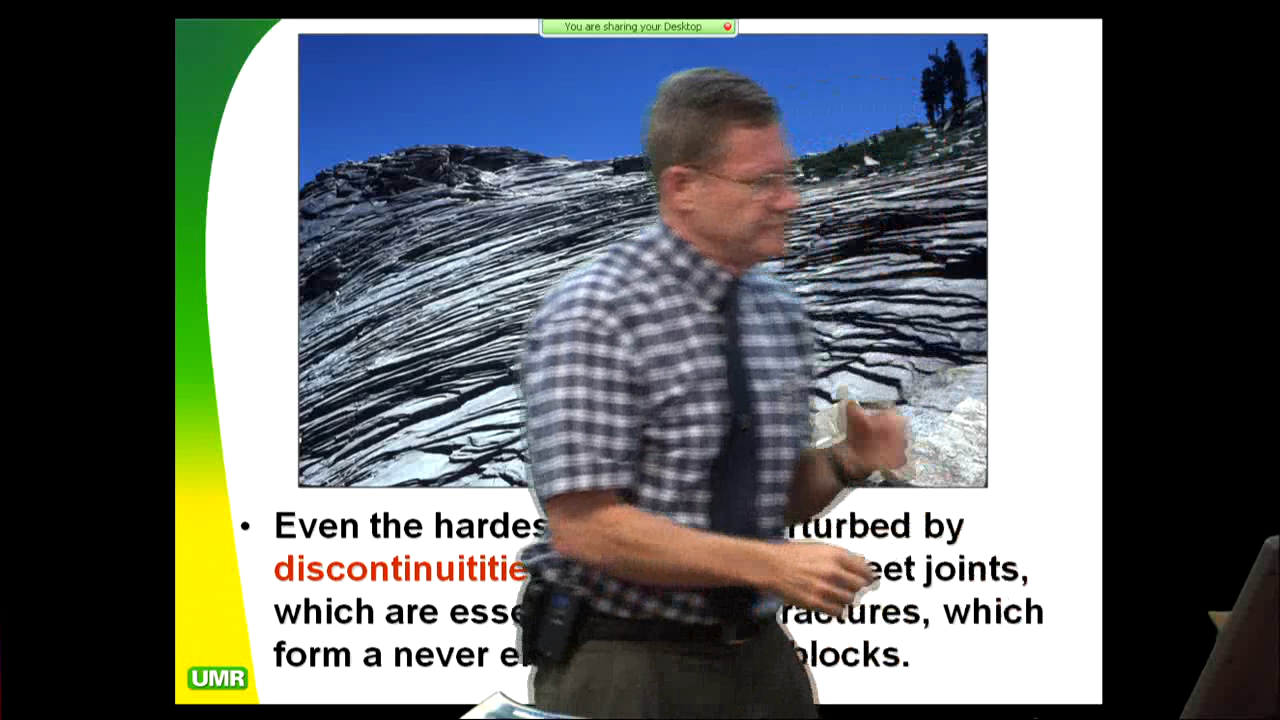 You are sharing your Desktop
• Even the hardes rturbed by
discontinuititie eet joints,
which are esse ractures, which
form a never e blocks.
UMR